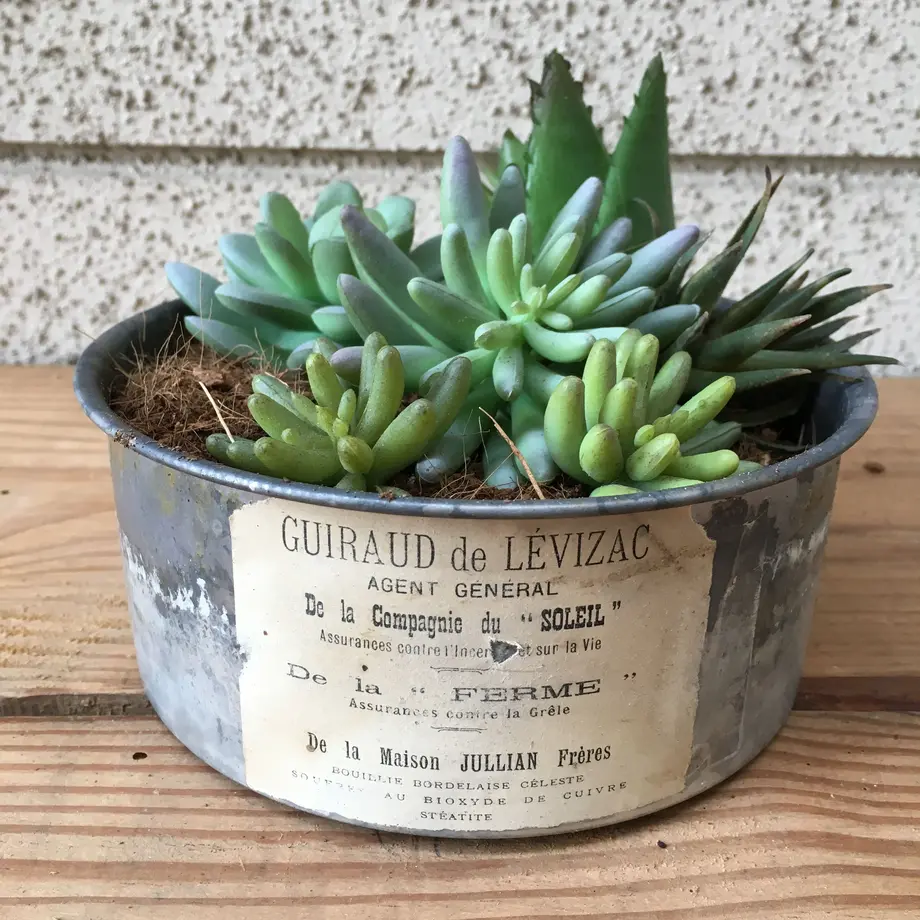 GUIRAUD de LÉVIZAC
AGENT GÉNÉRAL
De la Compagnie du "SOLEIL"
Assurances contre l'Incen et sur la Vie
De la "FERME"
Assurances contre la Grêle
De la Maison JULLIAN Frères
BOUILLIE BORDELAISE CÉLESTE
AU BIOXYDE DE CUIVRE
STÉATITE